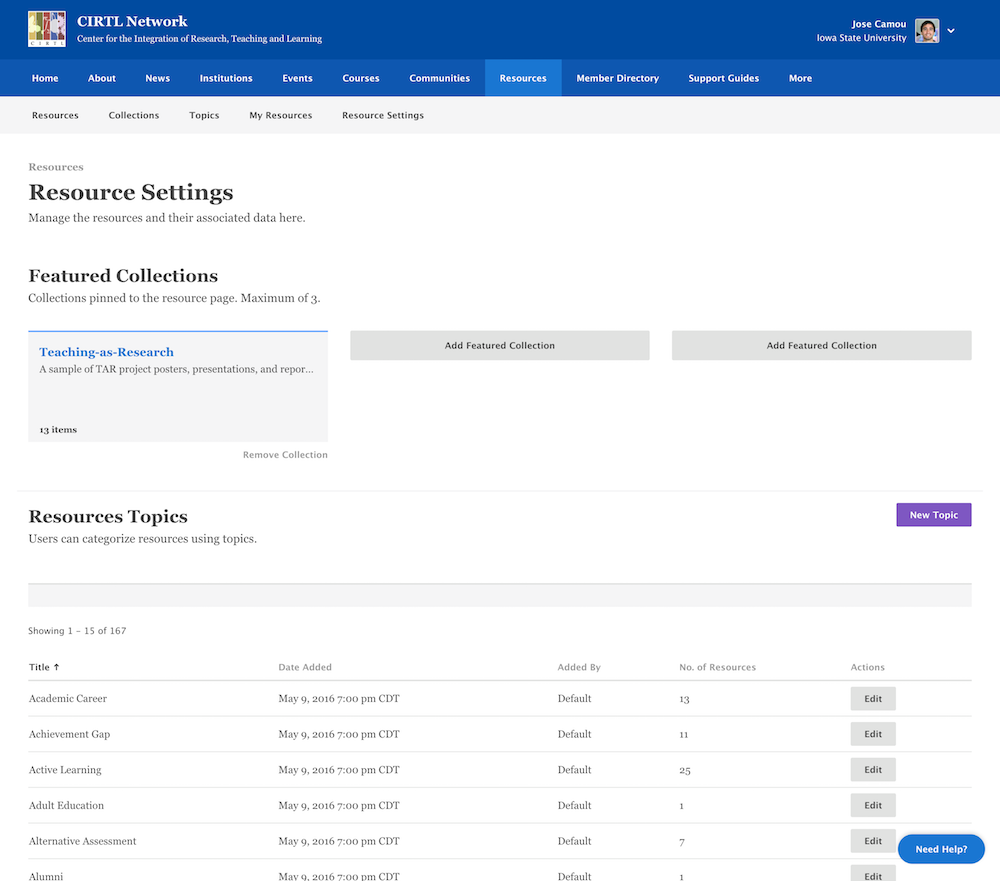 CIRTL
CIRTL Network
Center for the Integration of Research, Teaching and Learning
Jose Camou
Iowa State University
Home About News Institutions Events Courses Communities Resources Member Directory Support Guides More
Resources Collections Topics My Resources Resource Settings
Resources
Resource Settings
Manage the resources and their associated data here.
Featured Collections
Collections pinned to the resource page. Maximum of 3.
Teaching-as-Research
A sample of TAR project posters, presentations, and repor...
13 items
Remove Collection
Add Featured Collection
Add Featured Collection
Resources Topics
Users can categorize resources using topics.
New Topic
Showing 1 – 15 of 167
Title ↑ Date Added Added By No. of Resources Actions
Academic Career May 9, 2016 7:00 pm CDT Default 13 Edit
Achievement Gap May 9, 2016 7:00 pm CDT Default 11 Edit
Active Learning May 9, 2016 7:00 pm CDT Default 25 Edit
Adult Education May 9, 2016 7:00 pm CDT Default 1 Edit
Alternative Assessment May 9, 2016 7:00 pm CDT Default 7 Edit
Alumni May 9, 2016 7:00 pm CDT Default 1 Edit
Need Help?